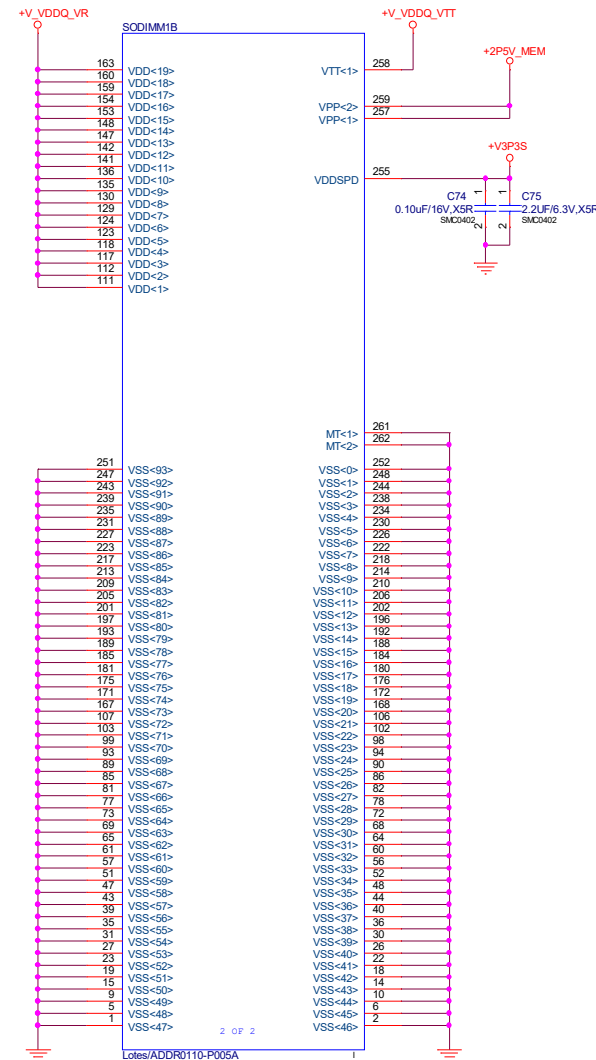 +V_VDDQ_VR
+V_VDDQ_VTT
SODIMM1B
+2P5V_MEM
163 VDD<19>
160 VDD<18>
159 VDD<17>
154 VDD<16>
153 VDD<15>
148 VDD<14>
147 VDD<13>
142 VDD<12>
141 VDD<11>
136 VDD<10>
135 VDD<9>
130 VDD<8>
129 VDD<7>
124 VDD<6>
123 VDD<5>
118 VDD<4>
117 VDD<3>
112 VDD<2>
111 VDD<1>
VTT<1> 258
VPP<2> 259
VPP<1> 257
+V3P3S
VDDSPD 255
C74
0.10uF/16V,X5R
SMC0402
1
2
C75
2.2UF/6.3V,X5R
SMC0402
1
2
MT<1> 261
MT<2> 262
251 VSS<93>
247 VSS<92>
243 VSS<91>
239 VSS<90>
235 VSS<89>
231 VSS<88>
227 VSS<87>
223 VSS<86>
217 VSS<85>
213 VSS<84>
209 VSS<83>
205 VSS<82>
201 VSS<81>
197 VSS<80>
193 VSS<79>
189 VSS<78>
185 VSS<77>
181 VSS<76>
175 VSS<75>
171 VSS<74>
167 VSS<73>
107 VSS<72>
103 VSS<71>
99 VSS<70>
93 VSS<69>
89 VSS<68>
85 VSS<67>
81 VSS<66>
77 VSS<65>
73 VSS<64>
69 VSS<63>
65 VSS<62>
61 VSS<61>
57 VSS<60>
51 VSS<59>
47 VSS<58>
43 VSS<57>
39 VSS<56>
35 VSS<55>
31 VSS<54>
27 VSS<53>
23 VSS<52>
19 VSS<51>
15 VSS<50>
9 VSS<49>
5 VSS<48>
1 VSS<47>
VSS<0> 252
VSS<1> 248
VSS<2> 244
VSS<3> 238
VSS<4> 234
VSS<5> 230
VSS<6> 226
VSS<7> 222
VSS<8> 218
VSS<9> 214
VSS<10> 210
VSS<11> 206
VSS<12> 202
VSS<13> 196
VSS<14> 192
VSS<15> 188
VSS<16> 184
VSS<17> 180
VSS<18> 176
VSS<19> 172
VSS<20> 168
VSS<21> 106
VSS<22> 102
VSS<23> 98
VSS<24> 94
VSS<25> 90
VSS<26> 86
VSS<27> 82
VSS<28> 78
VSS<29> 72
VSS<30> 68
VSS<31> 64
VSS<32> 60
VSS<33> 56
VSS<34> 52
VSS<35> 48
VSS<36> 44
VSS<37> 40
VSS<38> 36
VSS<39> 30
VSS<40> 26
VSS<41> 22
VSS<42> 18
VSS<43> 14
VSS<44> 10
VSS<45> 6
VSS<46> 2
2 OF 2
Lotes/ADDR0110-P005A